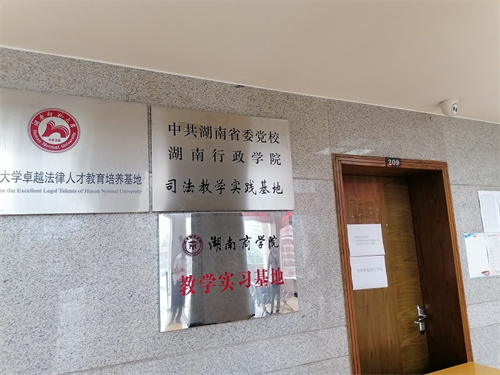 大学卓越法律人才教育培养基地
for the Excellent Legal Talents of Hunan Normal University
中共湖南省委党校
湖南行政学院
司法教学实践基地
湖南商学院
教学实习基地
209